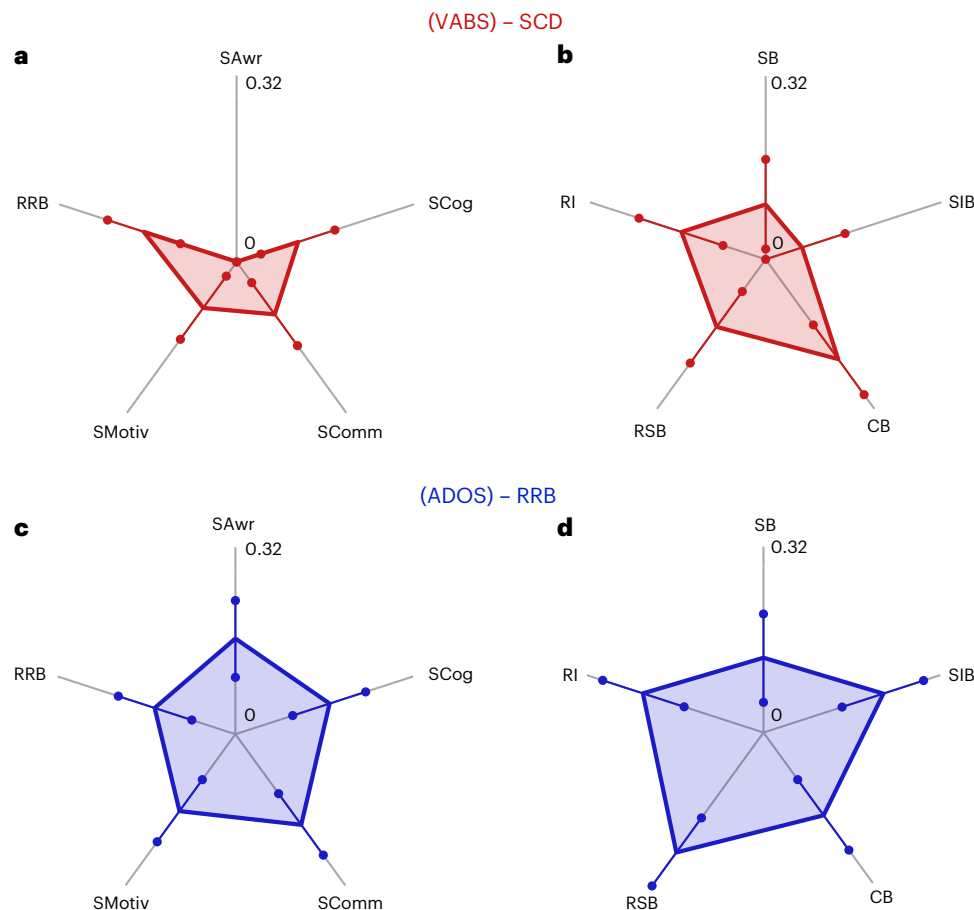 (VABS) – SCD
a
b
SAwr
SB
0.32
0.32
RRB
SCog
RI
SIB
0
0
SMotiv
SComm
RSB
CB
(ADOS) – RRB
c
d
SAwr
SB
0.32
0.32
RRB
SCog
RI
SIB
0
0
SMotiv
SComm
RSB
CB